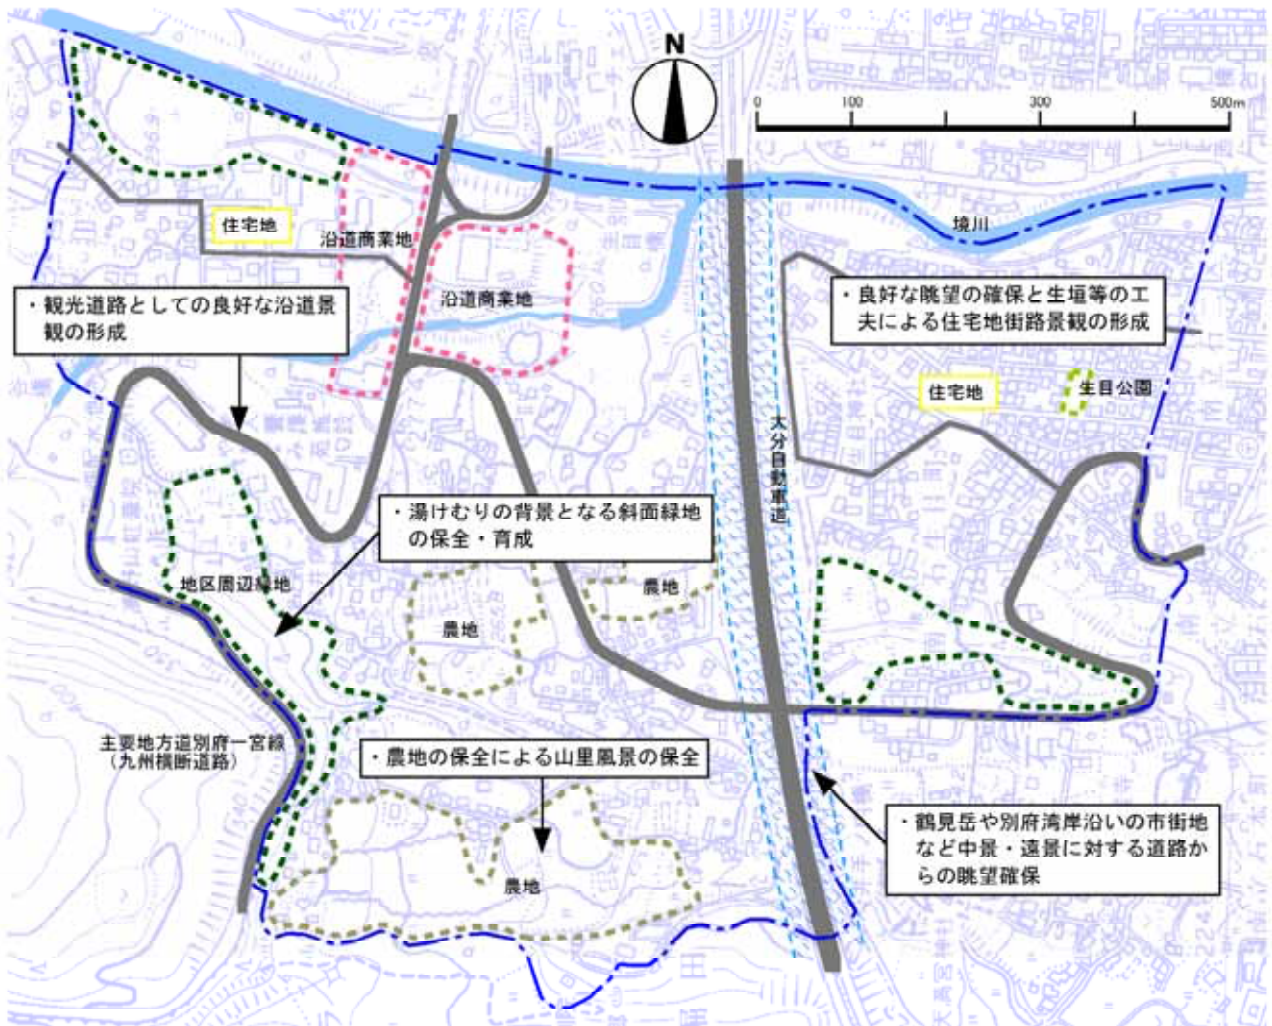 N
0 100 300 500m
住宅地
沿道商業地
境川
沿道商業地
・観光道路としての良好な沿道景
観の形成
・良好な眺望の確保と生垣等の工
夫による住宅地街路景観の形成
住宅地
生目公園
大分自動車道
・湯けむりの背景となる斜面緑地
の保全・育成
地区周辺緑地
農地
農地
主要地方道別府一宮線
(九州横断道路)
・農地の保全による山里風景の保全
・鶴見岳や別府湾岸沿いの市街地
など中景・遠景に対する道路か
らの眺望確保
農地